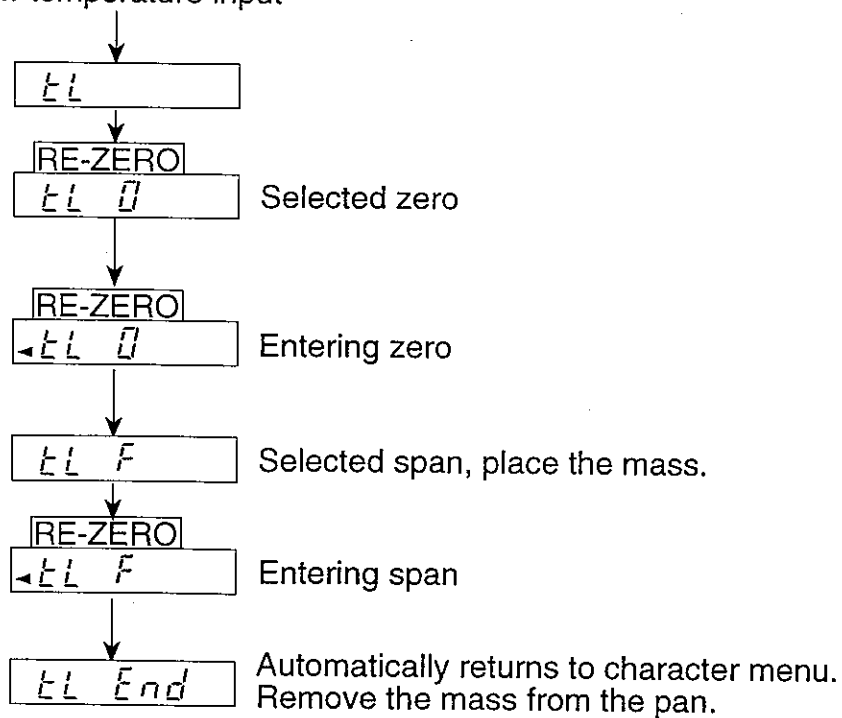 temperature input
tL
RE-ZERO
tL 0
Selected zero
RE-ZERO
◄tL 0
Entering zero
tL F
Selected span, place the mass.
RE-ZERO
◄tL F
Entering span
tL End
Automatically returns to character menu.
Remove the mass from the pan.